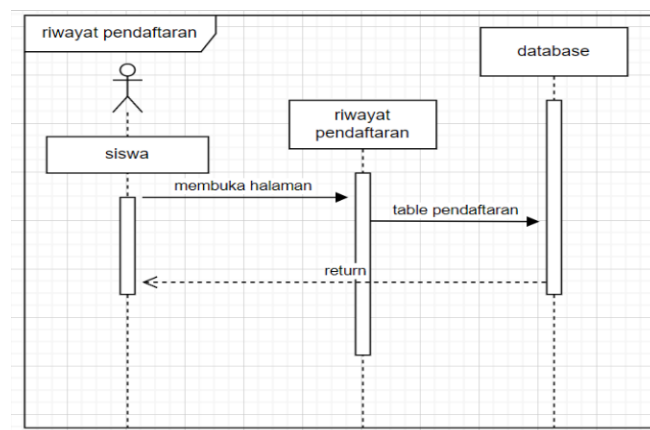 riwayat pendaftaran
database
riwayat
pendaftaran
siswa
membuka halaman
table pendaftaran
return